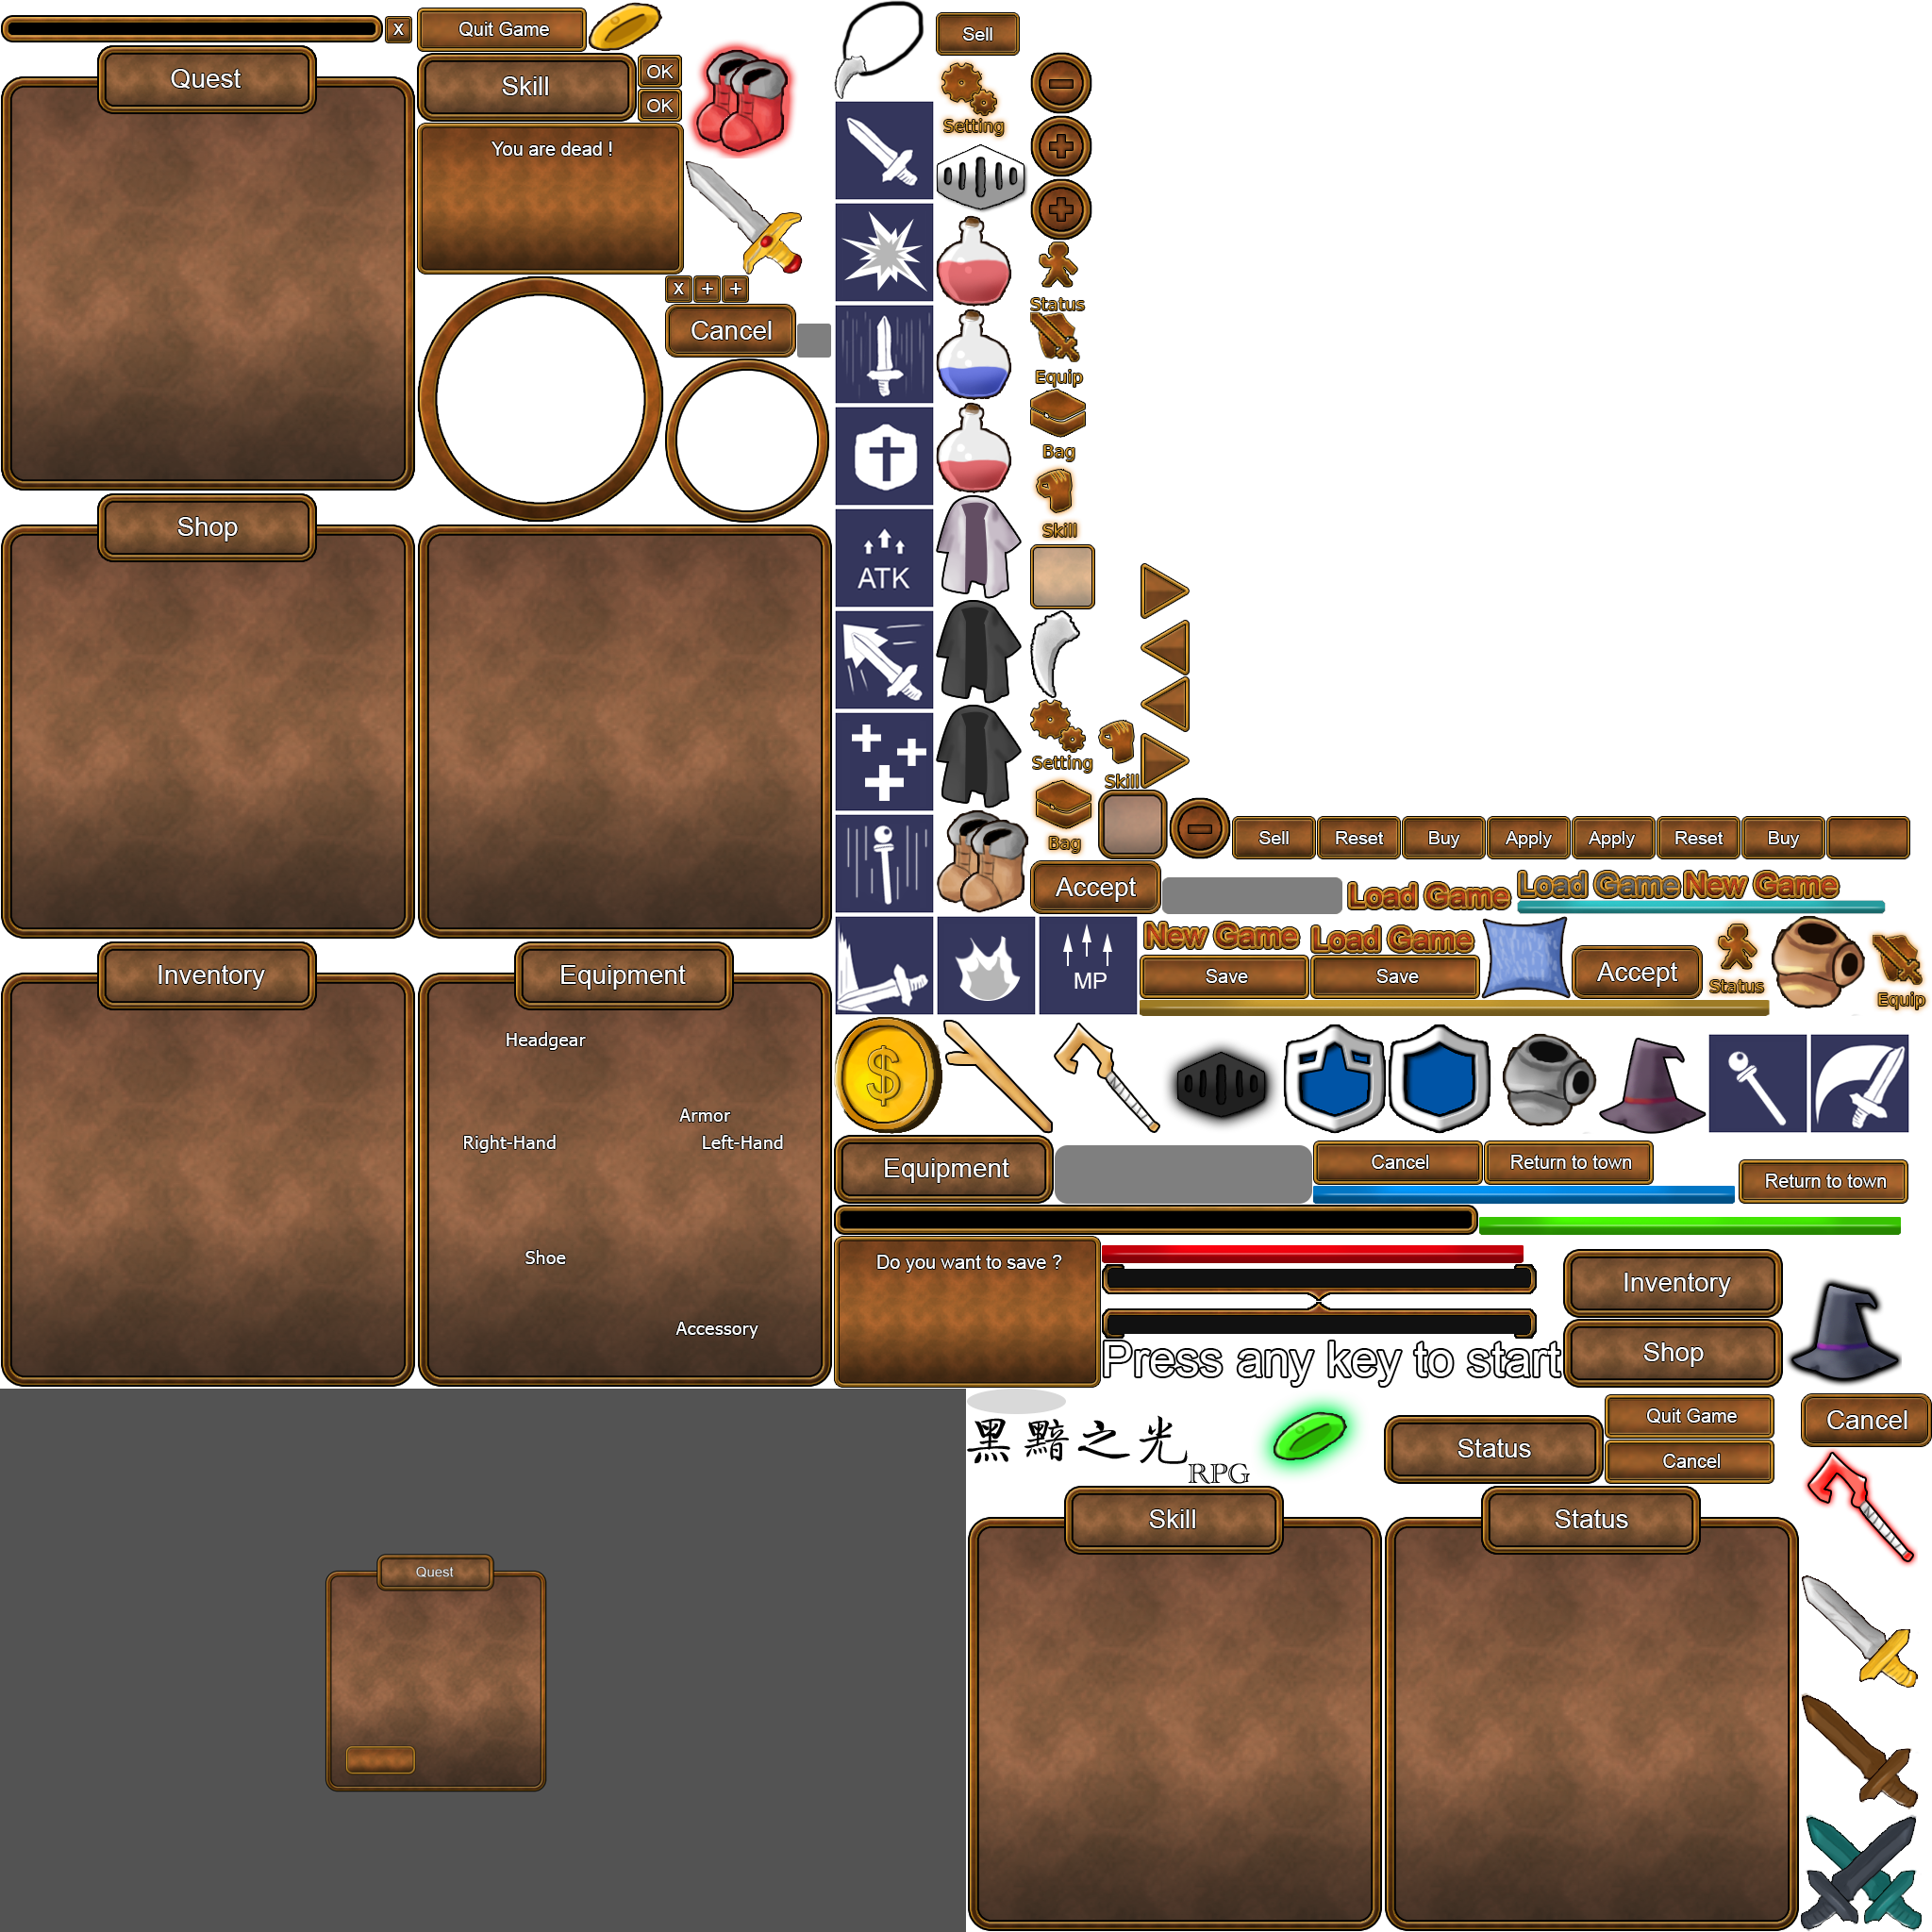 x
Quit Game
Sell
Quest
Skill
OK
OK
Setting
You are dead !
x + +
Cancel
Status
Equip
Bag
Skill
Shop
ATK
Setting
Skill
Bag
Sell
Reset
Buy
Apply
Apply
Reset
Buy
Accept
Load Game
Load Game
New Game
New Game
Load Game
Save
Save
Accept
Status
Equip
MP
Inventory
Equipment
Headgear
Armor
Right-Hand
Left-Hand
Shoe
Accessory
$
Equipment
Cancel
Return to town
Return to town
Do you want to save ?
Inventory
Shop
Press any key to start
黑黯之光
RPG
Status
Quit Game
Cancel
Cancel
Quest
Skill
Status